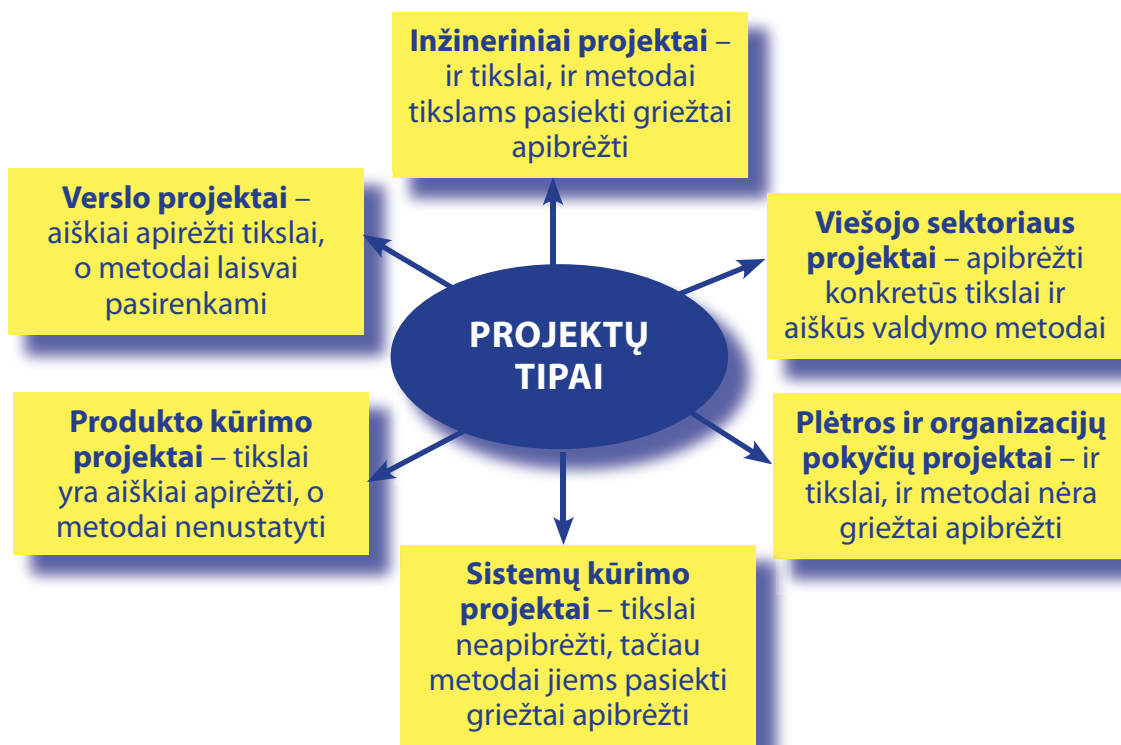 Inžineriniai projektai –
ir tikslai, ir metodai
tikslams pasiekti griežtai
apibrėžti
Verslo projektai –
aiškiai apirėžti tikslai,
o metodai laisvai
pasirenkami
Viešojo sektoriaus
projektai – apibrėžti
konkretūs tikslai ir
aiškūs valdymo metodai
PROJEKTŲ
TIPAI
Produkto kūrimo
projektai – tikslai
yra aiškiai apirėžti, o
metodai nenustatyti
Plėtros ir organizacijų
pokyčių projektai – ir
tikslai, ir metodai nėra
griežtai apibrėžti
Sistemų kūrimo
projektai – tikslai
neapibrėžti, tačiau
metodai jiems pasiekti
griežtai apibrėžti